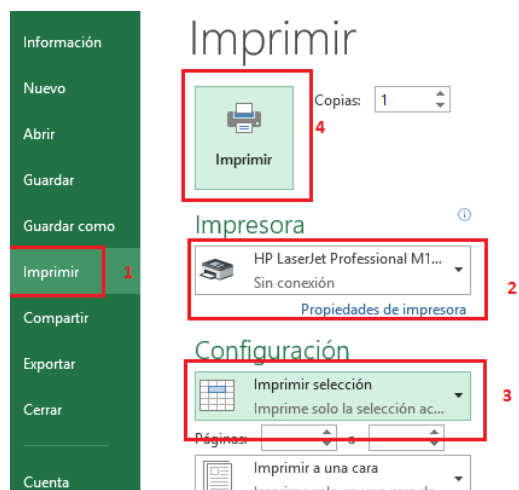 Información
Nuevo
Abrir
Guardar
Guardar como
Imprimir 1
Compartir
Exportar
Cerrar
Cuenta
Imprimir
Imprimir
Copias: 1
4
Impresora
HP LaserJet Professional M1...
Sin conexión
2
Propiedades de impresora
Configuración
Imprimir selección
Imprime solo la selección ac...
3
Páginas: a
Imprimir a una cara